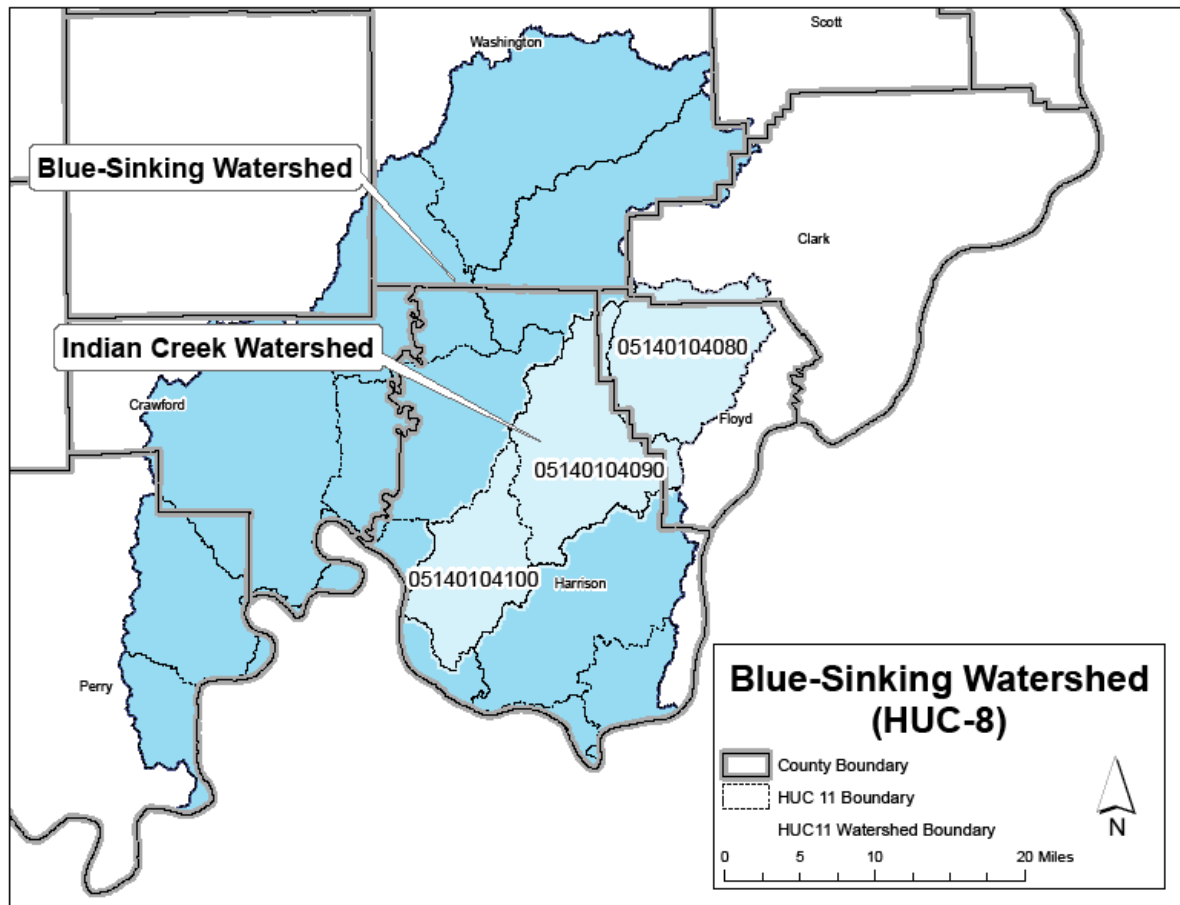 Washington
Scott
Blue-Sinking Watershed
Clark
Indian Creek Watershed
05140104080
Crawford
Floyd
05140104090
05140104100
Harrison
Perry
Blue-Sinking Watershed
(HUC-8)
County Boundary
HUC 11 Boundary
HUC11 Watershed Boundary
N
0 5 10 20 Miles